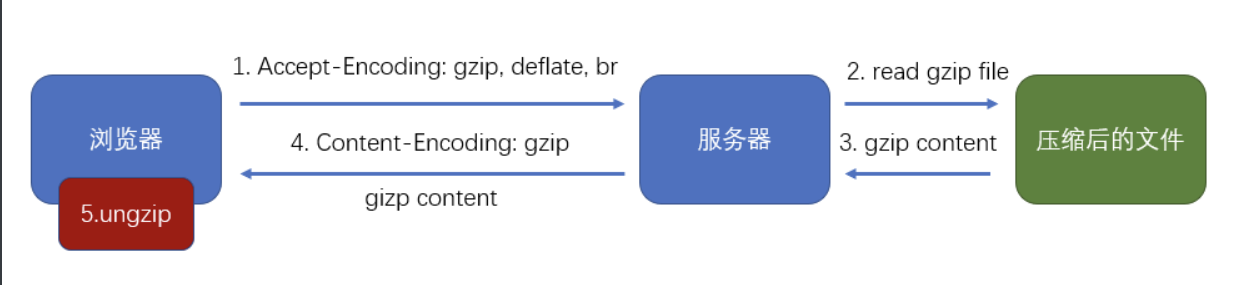 1. Accept-Encoding: gzip, deflate, br
2. read gzip file
浏览器
4. Content-Encoding: gzip
服务器
3. gzip content
压缩后的文件
gizp content
5.ungzip